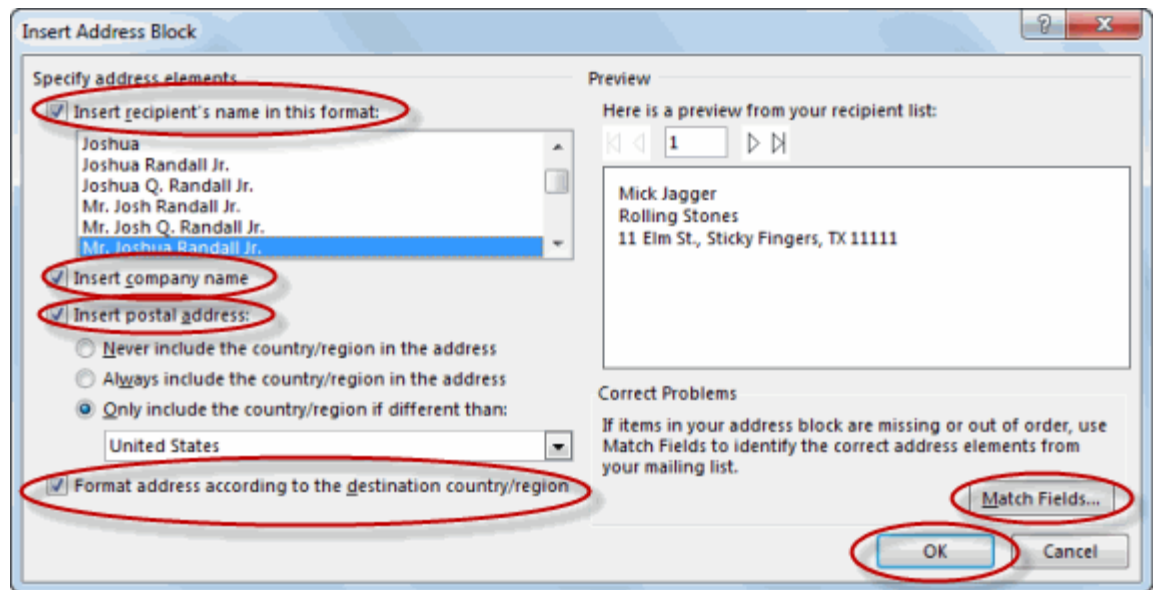 Insert Address Block
Specify address elements
Insert recipient's name in this format:
Joshua
Joshua Randall Jr.
Joshua Q. Randall Jr.
Mr. Josh Randall Jr.
Mr. Josh Q. Randall Jr.
Mr. Joshua Randall Jr.
Insert company name
Insert postal address:
Never include the country/region in the address
Always include the country/region in the address
Only include the country/region if different than:
United States
Format address according to the destination country/region
Preview
Here is a preview from your recipient list:
1
Mick Jagger
Rolling Stones
11 Elm St., Sticky Fingers, TX 11111
Correct Problems
If items in your address block are missing or out of order, use
Match Fields to identify the correct address elements from
your mailing list.
Match Fields...
OK
Cancel